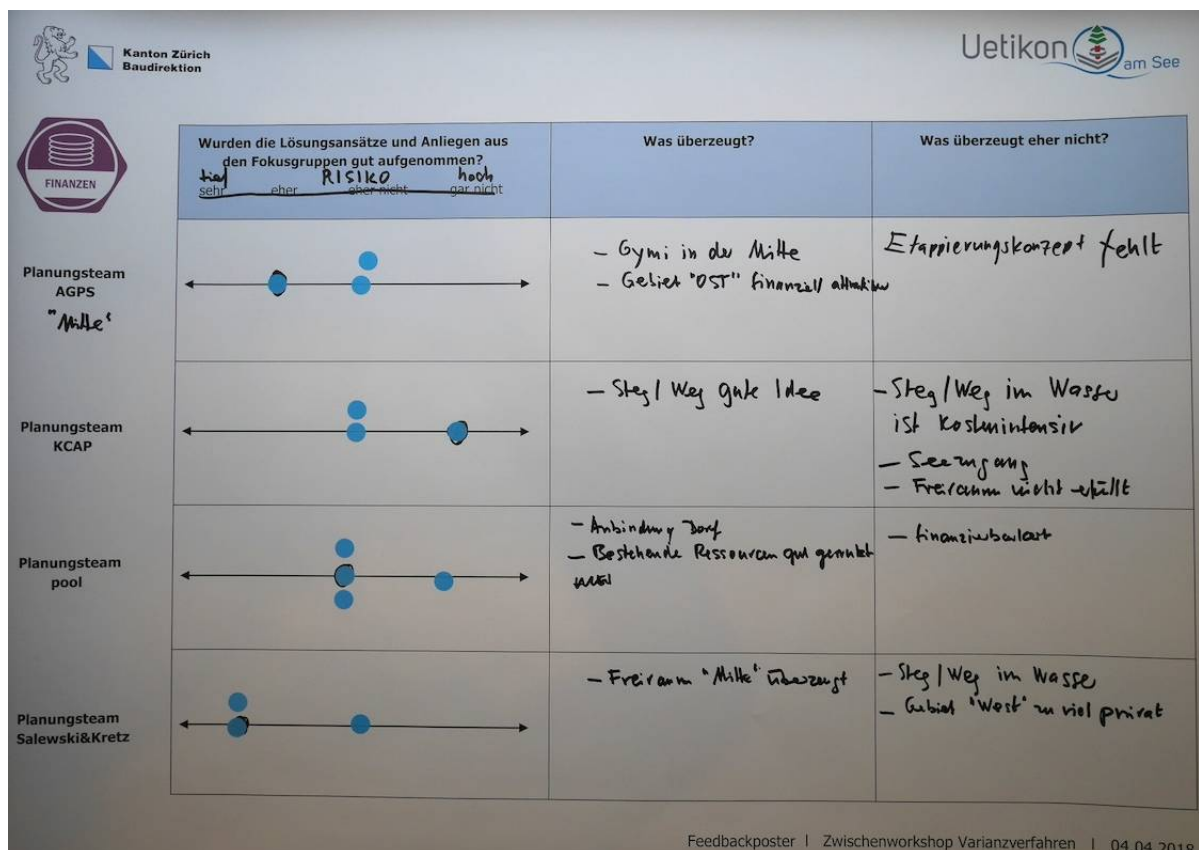 Kanton Zürich
Baudirektion
Uetikon
am See
FINANZEN
Wurden die Lösungsansätze und Anliegen aus
den Fokusgruppen gut aufgenommen?
tief RISIKO hoch
sehr eher eher nicht gar nicht
Was überzeugt?
Was überzeugt eher nicht?
Planungsteam
AGPS
"Mitte"
- Gymi in der Mitte
- Gebiet "OST" finanziell attraktiver
Etappierungskonzept fehlt
Planungsteam
KCAP
- Steg/Weg gute Idee
- Steg/Weg im Wasser
ist kostenintensiv
- Seezugang
- Freiraum nicht erfüllt
Planungsteam
pool
- Anbindung Dorf
- Bestehende Ressourcen gut genutzt
- Finanzierbarkeit
Planungsteam
Salewski&Kretz
- Freiraum "Mitte" überzeugt
- Steg/Weg im Wasser
- Gebiet "West" zu viel privat
Feedbackposter | Zwischenworkshop Varianzverfahren | 04.04.2018